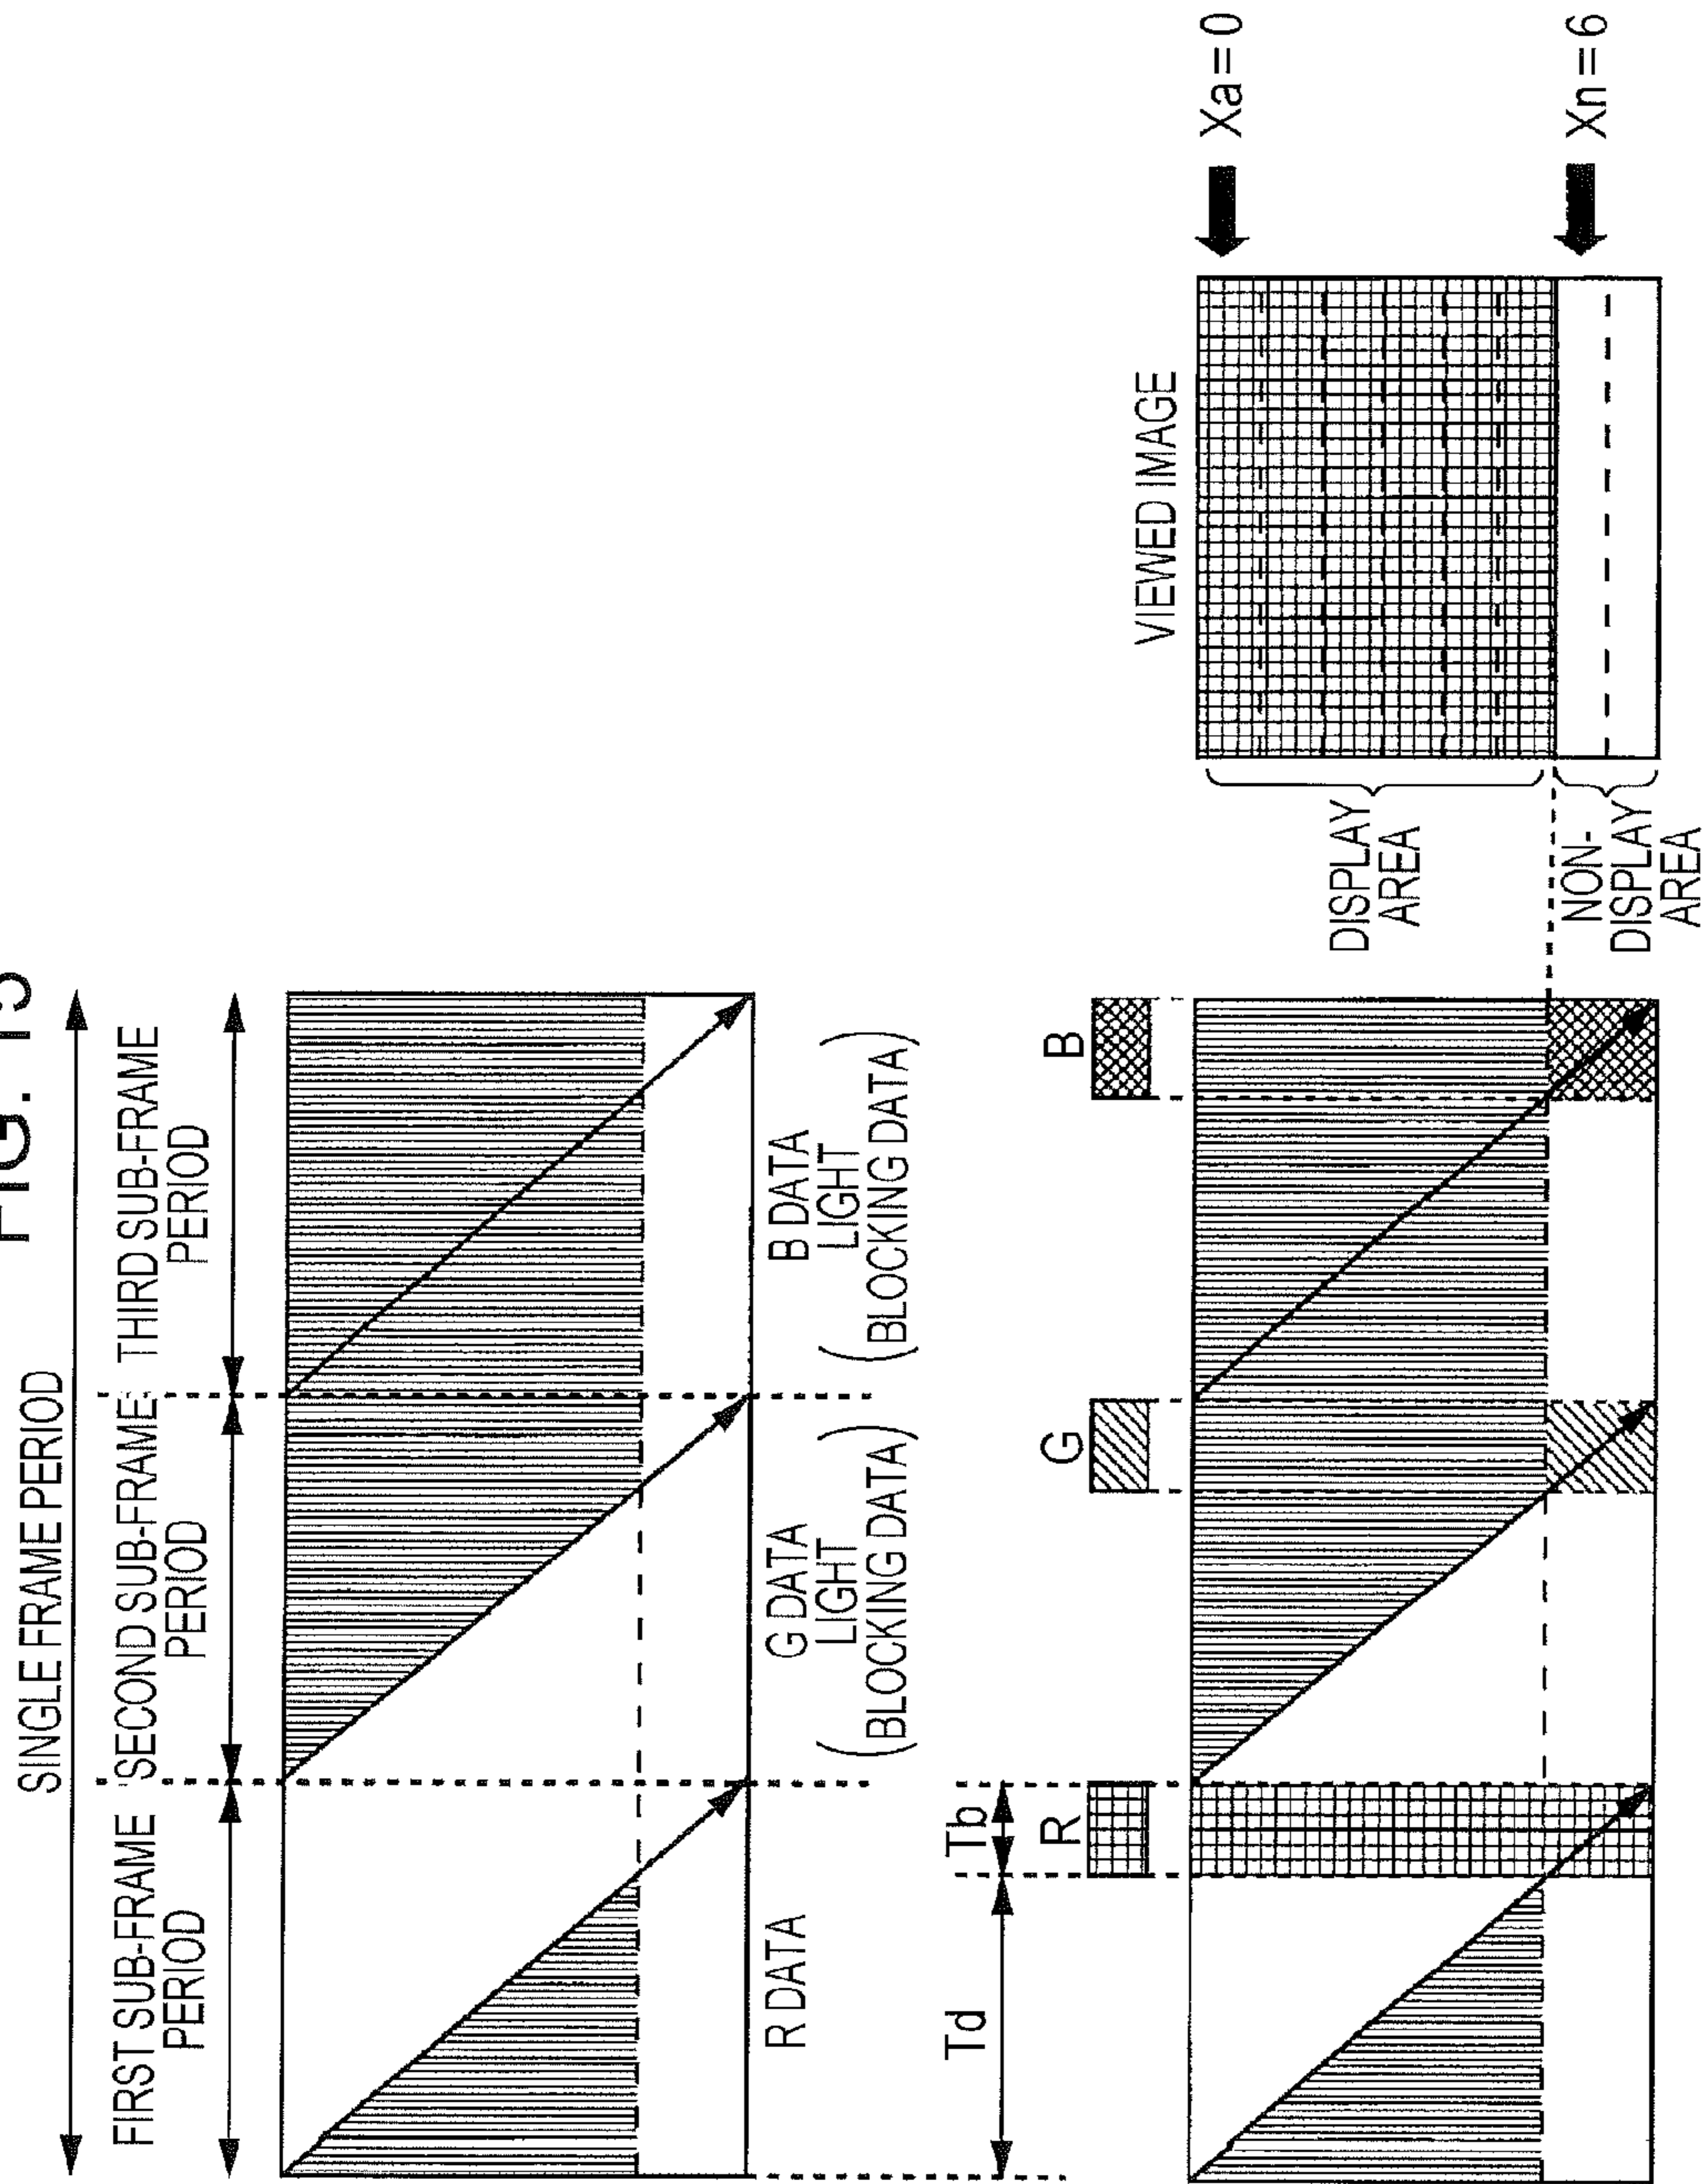 FIG.
SINGLE FRAME PERIOD
FIRST SUB-FRAME
PERIOD
SECOND SUB-FRAME
PERIOD
THIRD SUB-FRAME
PERIOD
R DATA
G DATA
LIGHT
(BLOCKING DATA)
B DATA
LIGHT
(BLOCKING DATA)
Td
Tb
R
G
B
VIEWED IMAGE
DISPLAY
AREA
NON-
DISPLAY
AREA
Xa = 0
Xn = 6